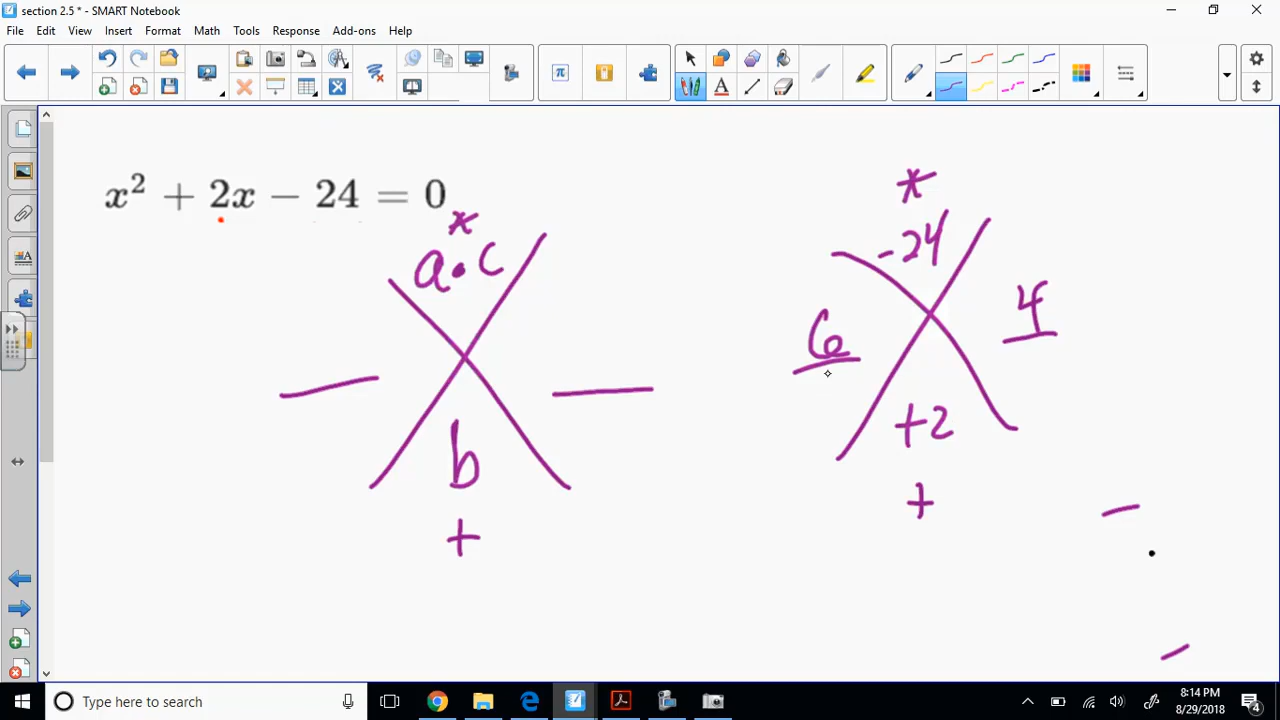 section 2.5 * - SMART Notebook
File Edit View Insert Format Math Tools Response Add-ons Help
x² + 2x − 24 = 0
*
a•c
b
+
*
-24
6
4
+2
+
Type here to search
8:14 PM
8/29/2018
4